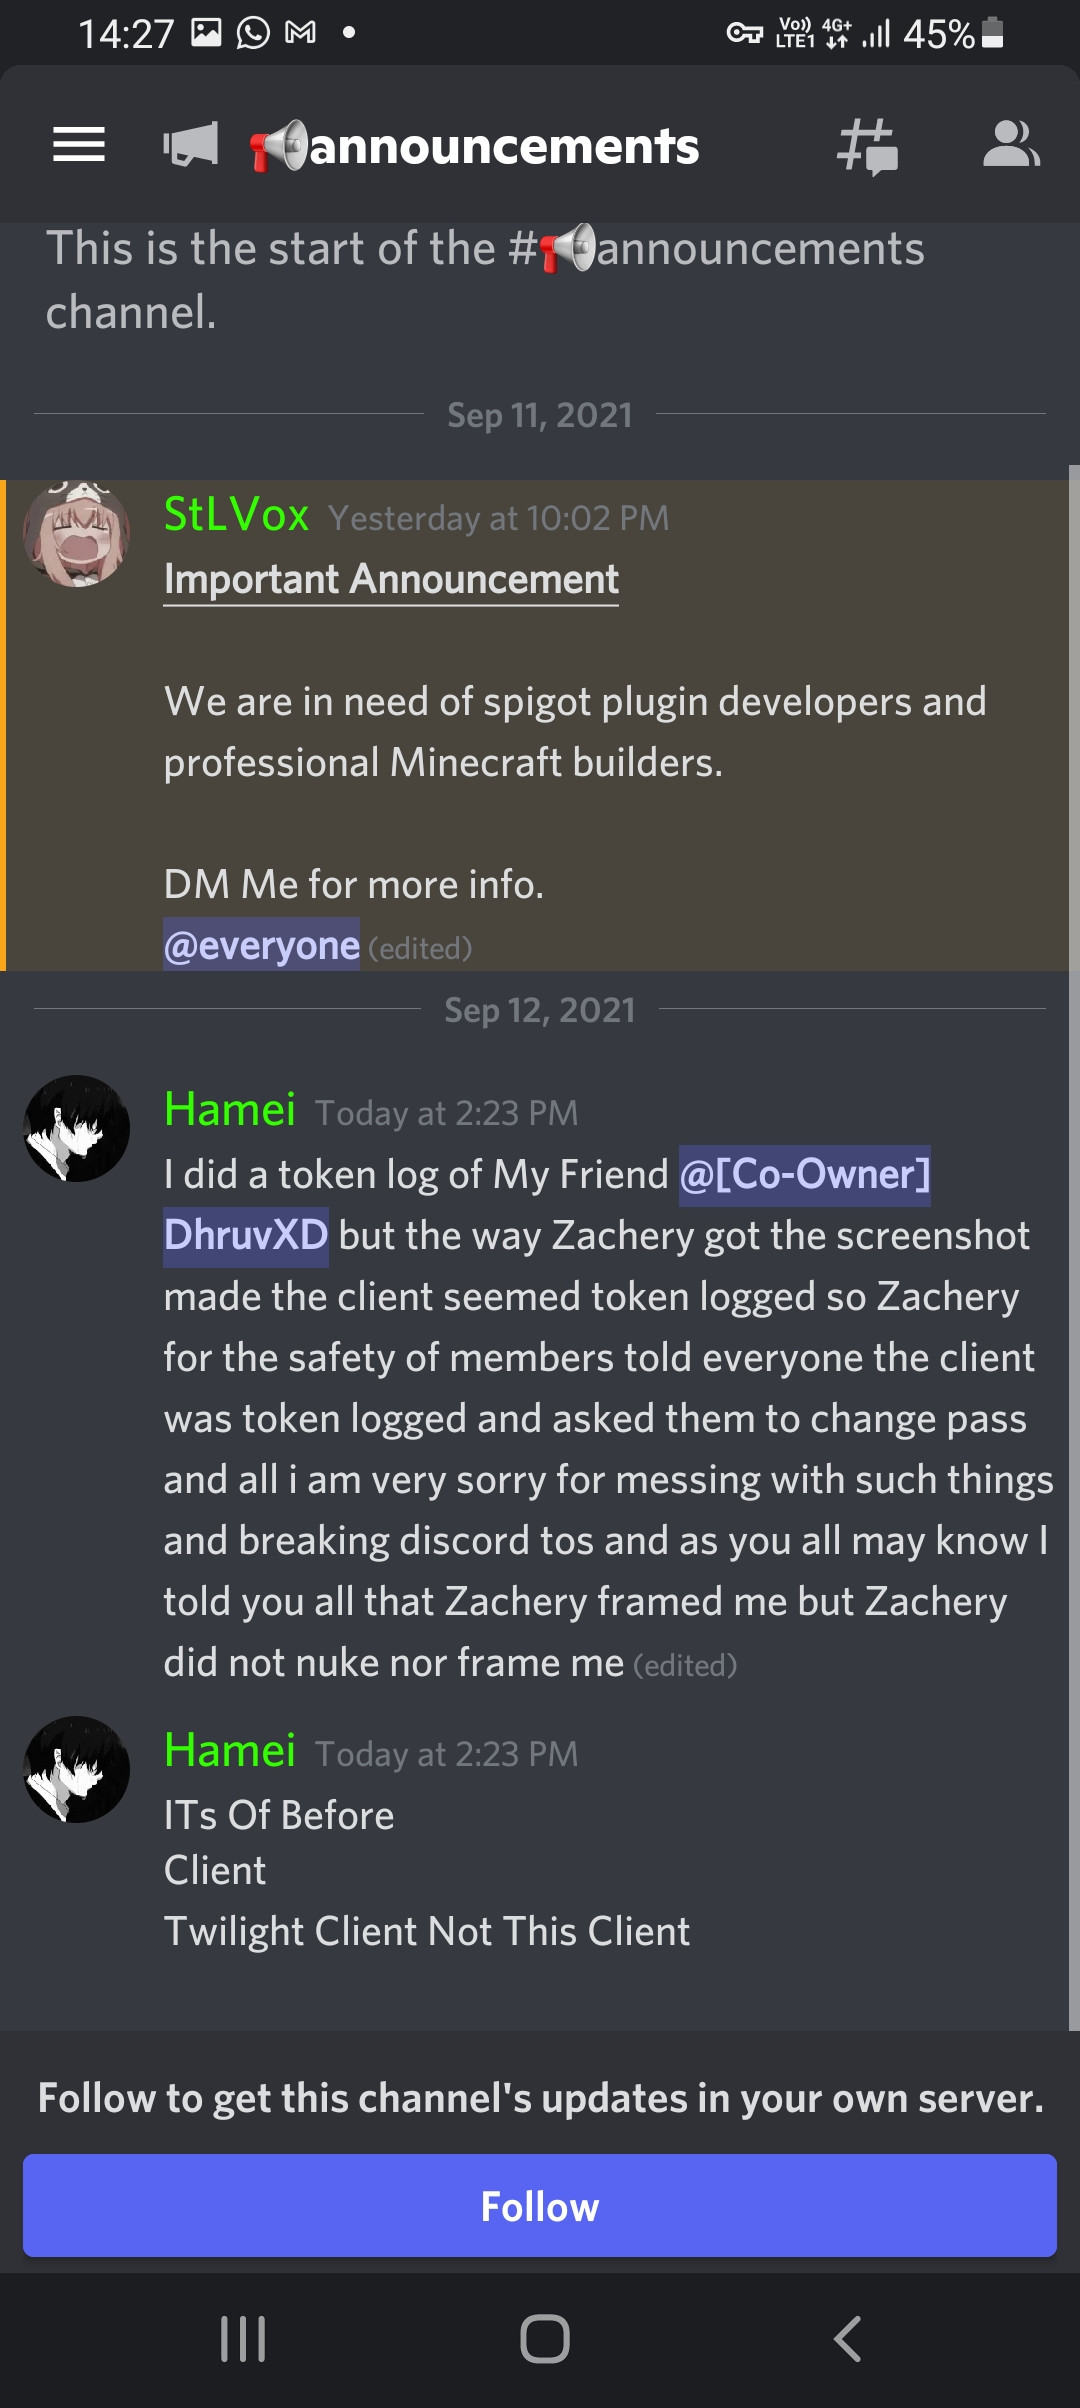 14:27
Vo)) LTE1 4G+ 45%
📢announcements
This is the start of the #📢announcements
channel.
Sep 11, 2021
StLVox Yesterday at 10:02 PM
Important Announcement
We are in need of spigot plugin developers and
professional Minecraft builders.
DM Me for more info.
@everyone (edited)
Sep 12, 2021
Hamei Today at 2:23 PM
I did a token log of My Friend @[Co-Owner]
DhruvXD but the way Zachery got the screenshot
made the client seemed token logged so Zachery
for the safety of members told everyone the client
was token logged and asked them to change pass
and all i am very sorry for messing with such things
and breaking discord tos and as you all may know I
told you all that Zachery framed me but Zachery
did not nuke nor frame me (edited)
Hamei Today at 2:23 PM
ITs Of Before
Client
Twilight Client Not This Client
Follow to get this channel's updates in your own server.
Follow